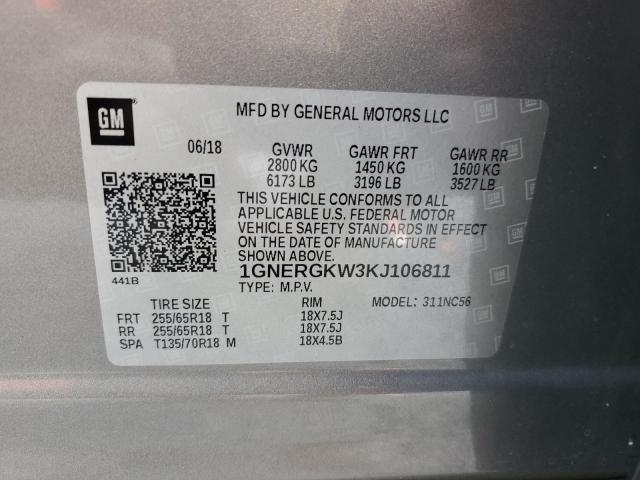 GM
MFD BY GENERAL MOTORS LLC
06/18 GVWR GAWR FRT GAWR RR
2800 KG 1450 KG 1600 KG
6173 LB 3196 LB 3527 LB
THIS VEHICLE CONFORMS TO ALL
APPLICABLE U.S. FEDERAL MOTOR
VEHICLE SAFETY STANDARDS IN EFFECT
ON THE DATE OF MANUFACTURE
SHOWN ABOVE.
441B
1GNERGKW3KJ106811
TYPE: M.P.V. MODEL: 311NC56
TIRE SIZE RIM
FRT 255/65R18 T 18X7.5J
RR 255/65R18 T 18X7.5J
SPA T135/70R18 M 18X4.5B